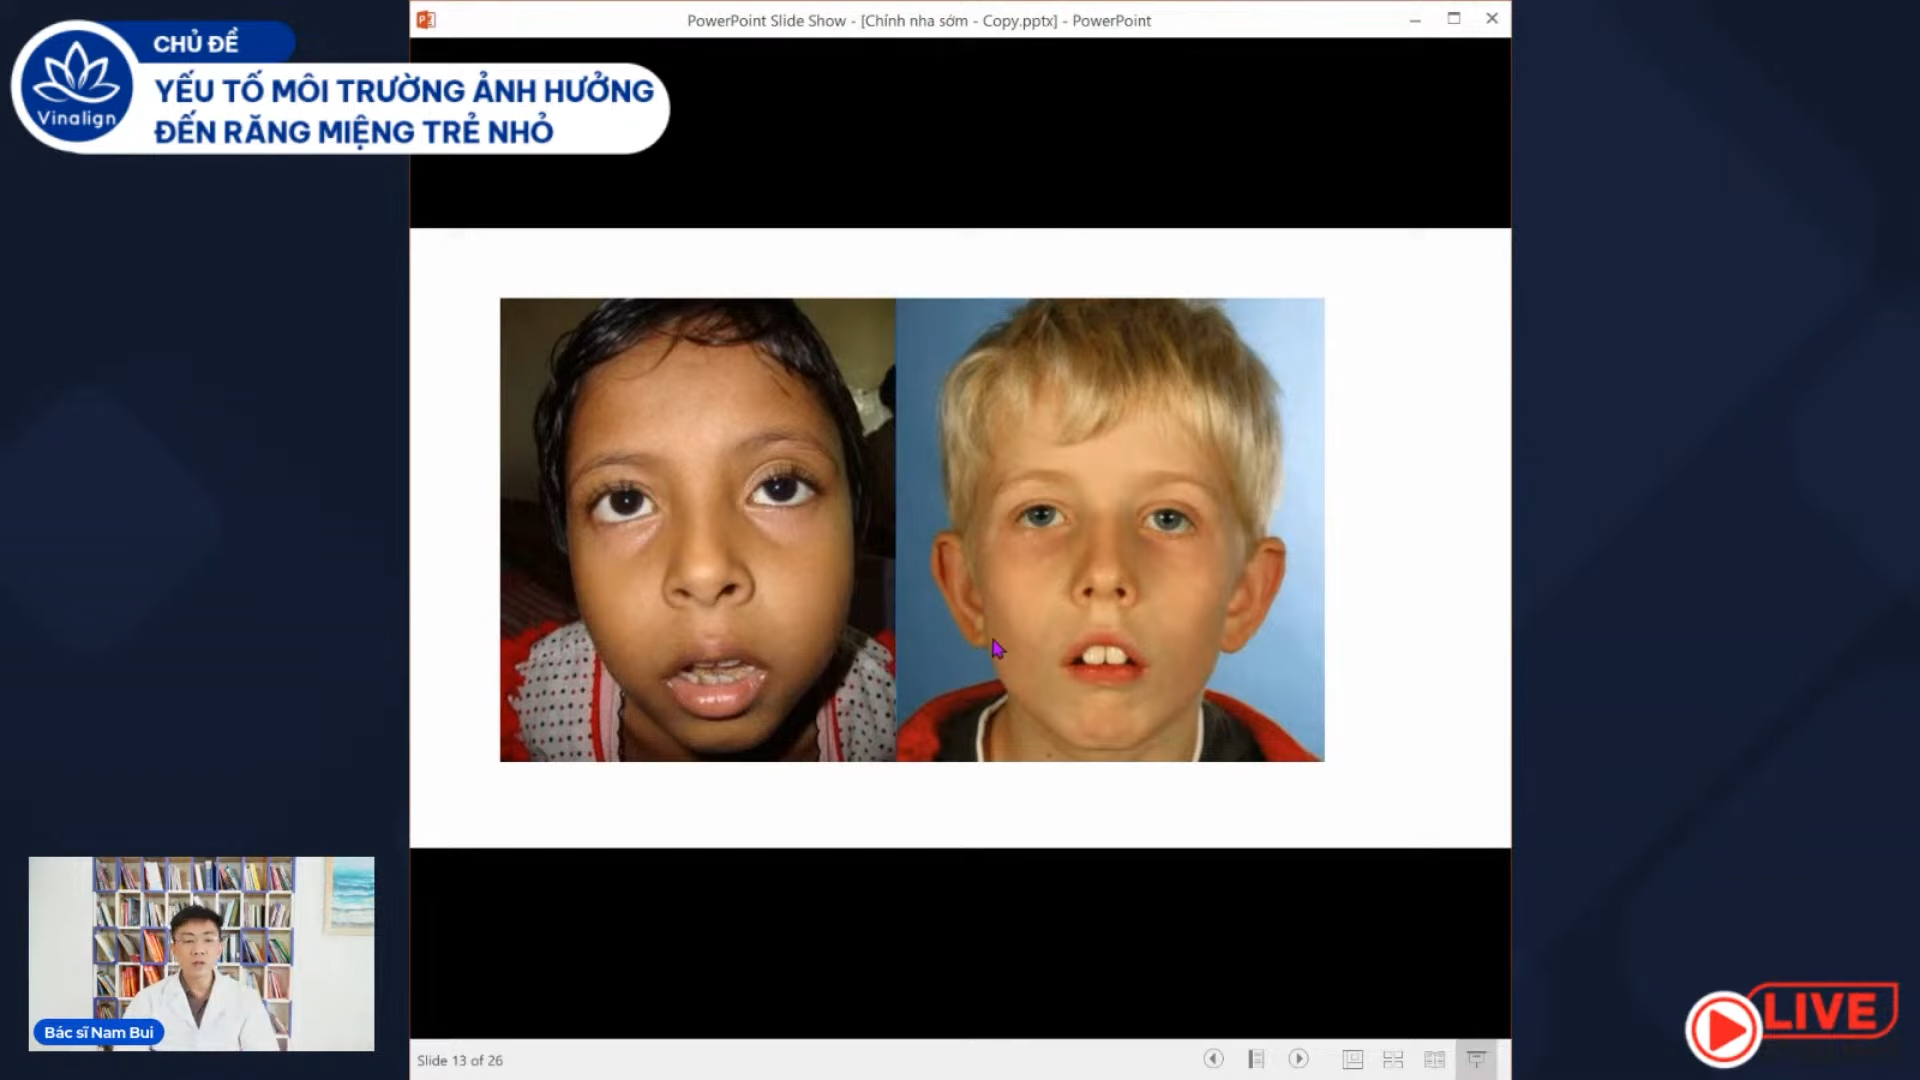 PowerPoint Slide Show - [Chỉnh nha sớm - Copy.pptx] - PowerPoint
CHỦ ĐỀ
YẾU TỐ MÔI TRƯỜNG ẢNH HƯỞNG
ĐẾN RĂNG MIỆNG TRẺ NHỎ
Vinalign
Bác sĩ Nam Bui
LIVE
Slide 13 of 26